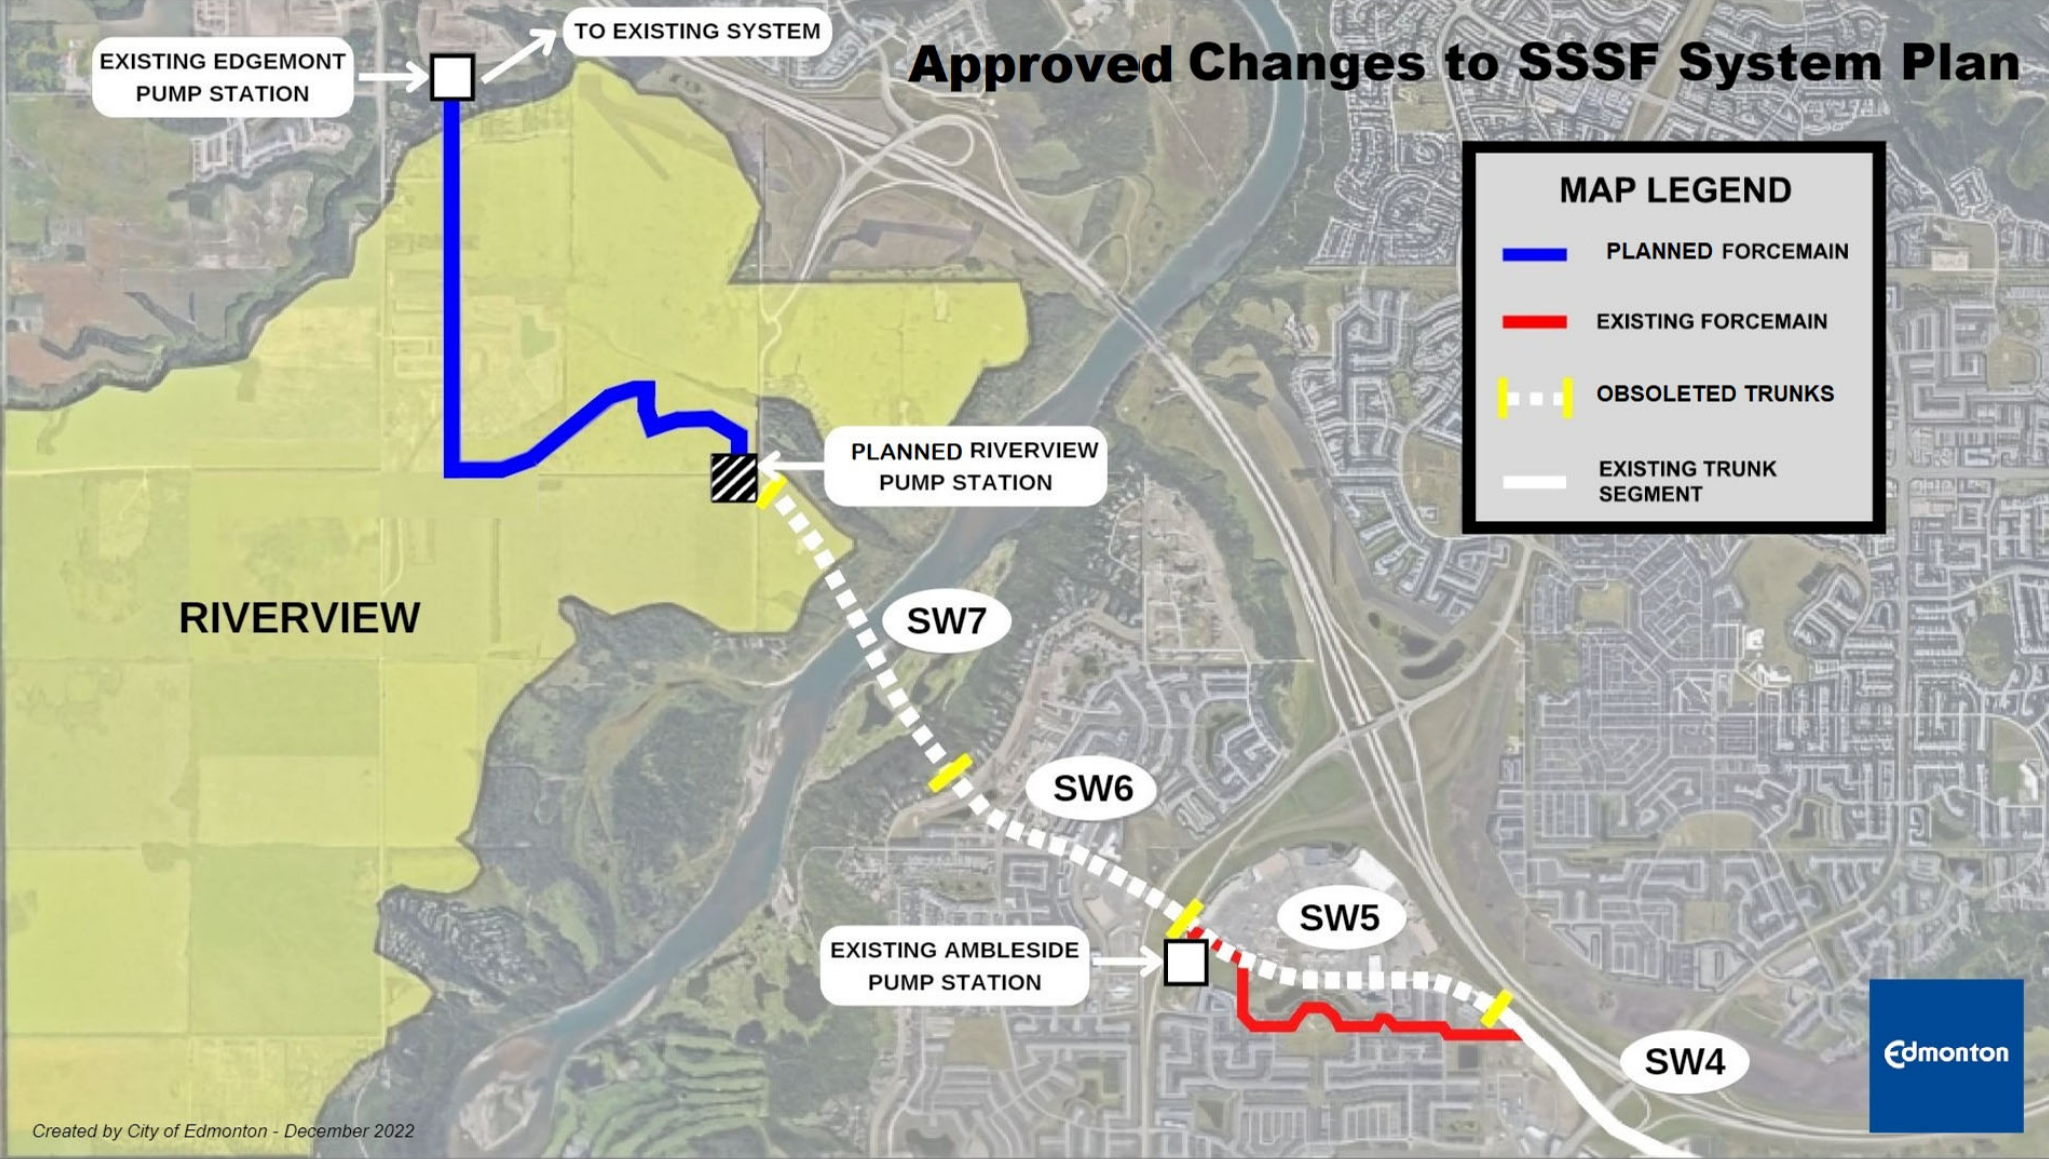 Approved Changes to SSSF System Plan
TO EXISTING SYSTEM
EXISTING EDGEMONT
PUMP STATION
MAP LEGEND
PLANNED FORCEMAIN
EXISTING FORCEMAIN
OBSOLETED TRUNKS
EXISTING TRUNK
SEGMENT
PLANNED RIVERVIEW
PUMP STATION
RIVERVIEW
SW7
SW6
SW5
EXISTING AMBLESIDE
PUMP STATION
SW4
Edmonton
Created by City of Edmonton - December 2022